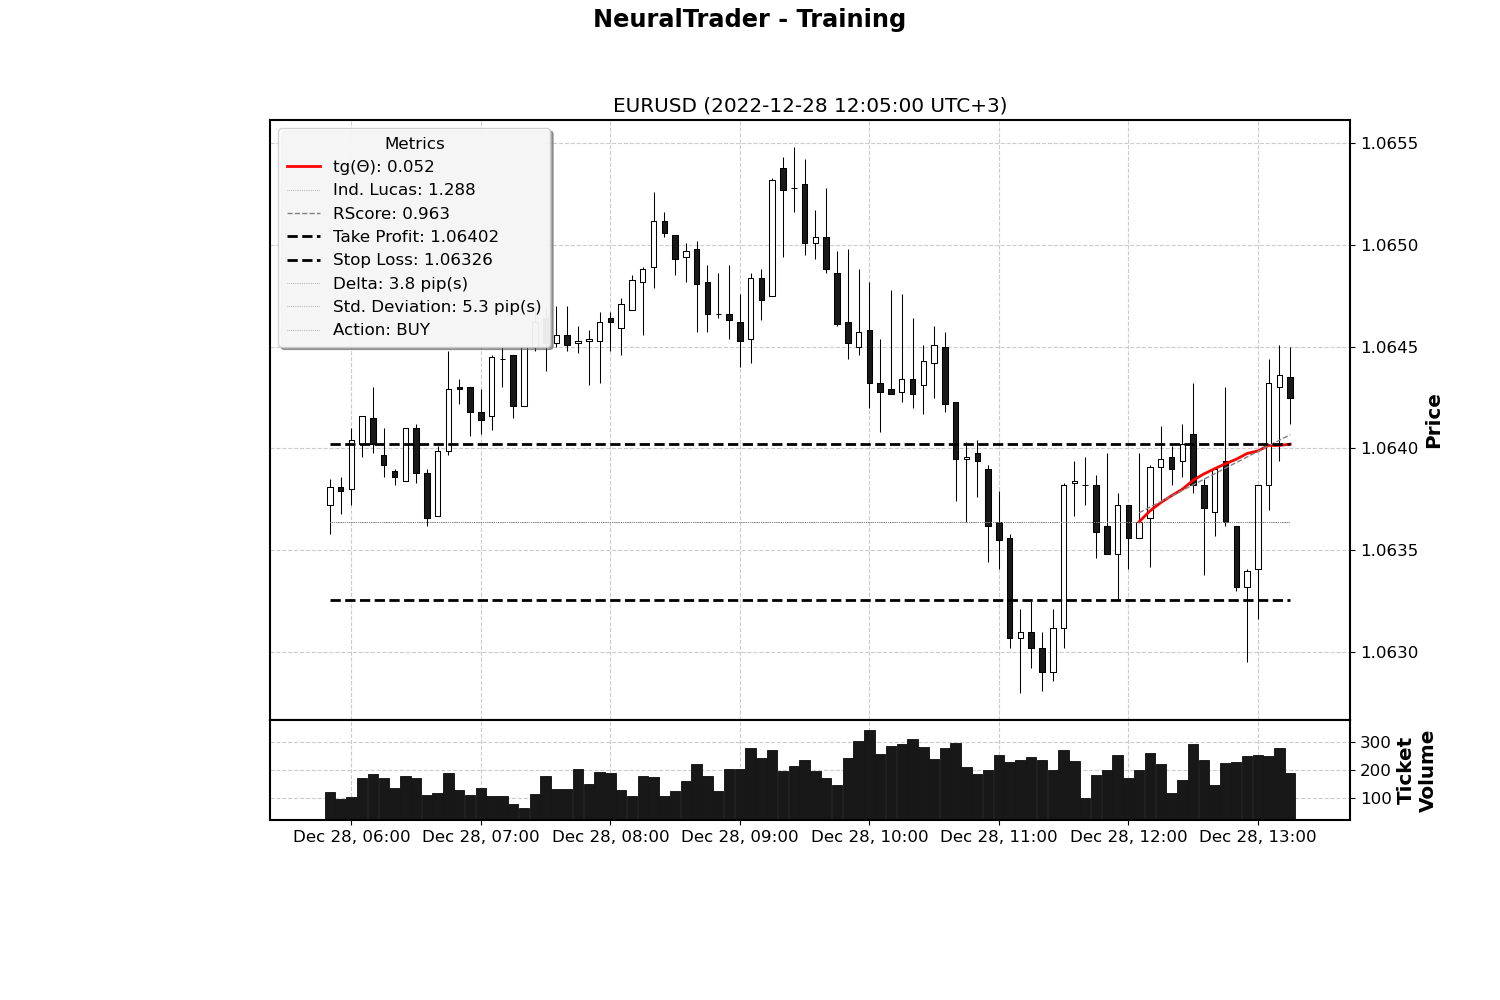 NeuralTrader - Training
EURUSD (2022-12-28 12:05:00 UTC+3)
Metrics
tg(Θ): 0.052
Ind. Lucas: 1.288
RScore: 0.963
Take Profit: 1.06402
Stop Loss: 1.06326
Delta: 3.8 pip(s)
Std. Deviation: 5.3 pip(s)
Action: BUY
1.0655
1.0650
1.0645
1.0640
1.0635
1.0630
Price
300
200
100
Ticket
Volume
Dec 28, 06:00
Dec 28, 07:00
Dec 28, 08:00
Dec 28, 09:00
Dec 28, 10:00
Dec 28, 11:00
Dec 28, 12:00
Dec 28, 13:00